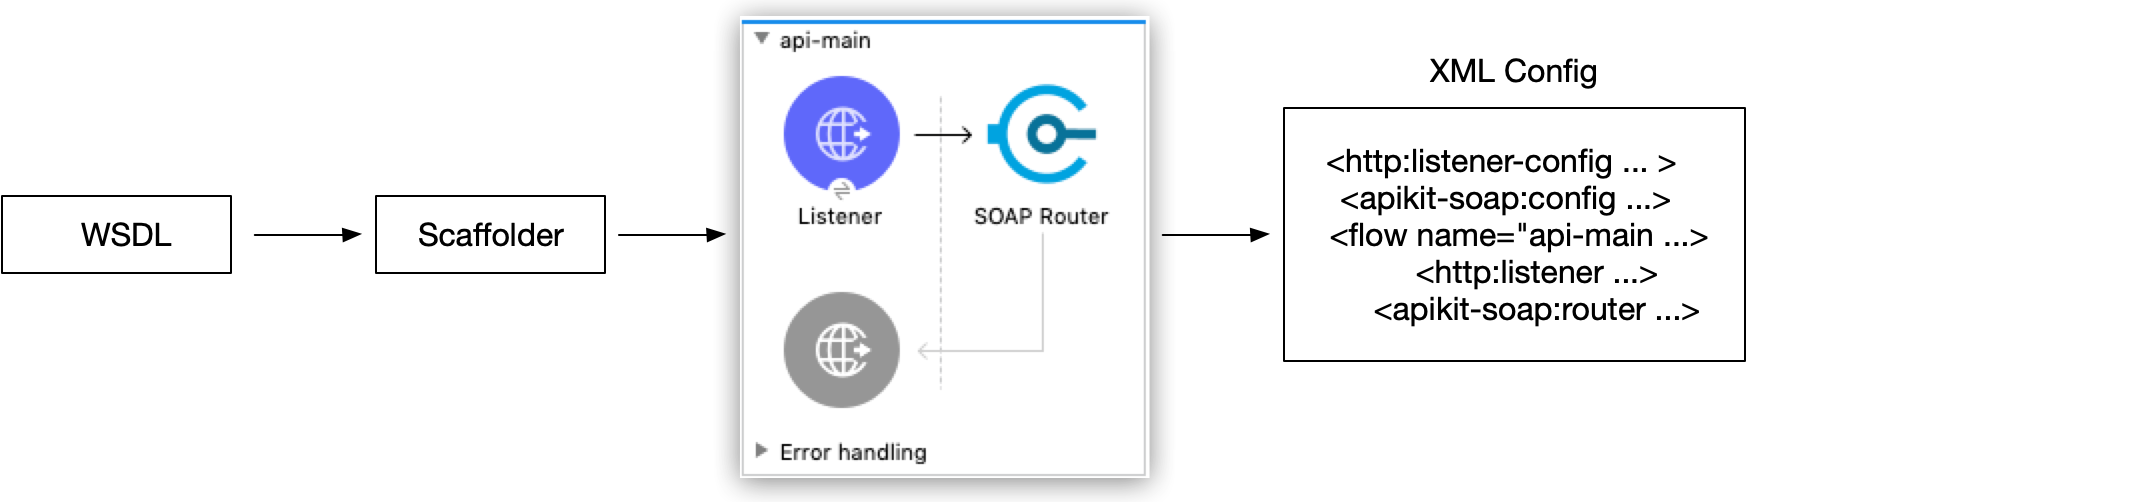 WSDL
Scaffolder
api-main
Listener
SOAP Router
Error handling
XML Config
<http:listener-config ... >
<apikit-soap:config ...>
<flow name="api-main ...>
<http:listener ...>
<apikit-soap:router ...>